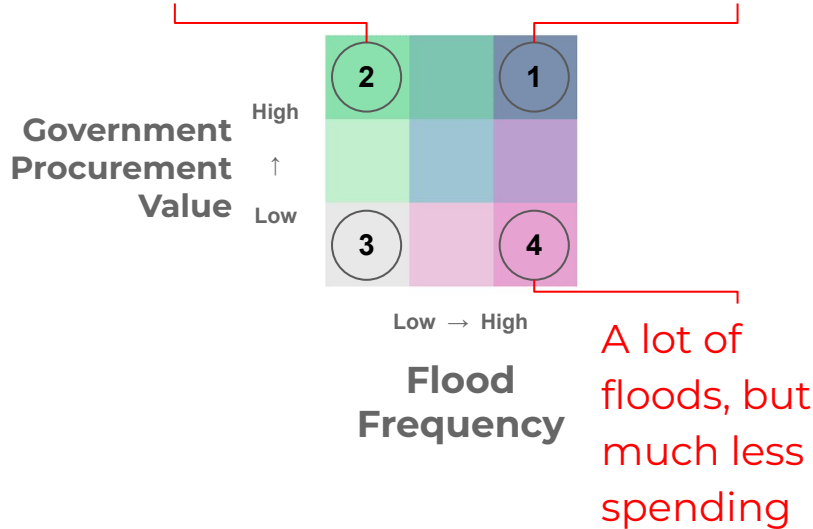 2
1
High
Government
Procurement
Value
↑
Low
3
4
Low → High
Flood
Frequency
A lot of
floods, but
much less
spending